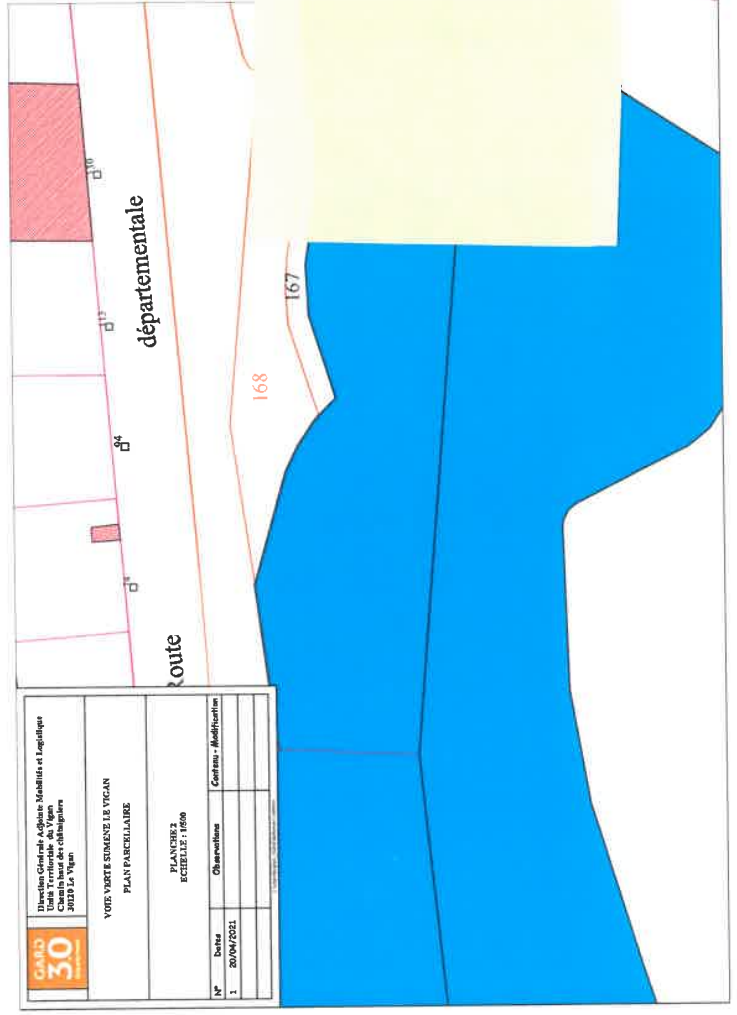 GARD
30
Direction Générale Adjointe Mobilités et Logistique
Unité Territoriale du Vigan
Chemin haut des châtaigniers
30120 Le Vigan
VOIE VERTE SUMENE LE VIGAN
PLAN PARCELLAIRE
PLANCHE 2
ECHELLE : 1/500
N° Dates Observations Contenu - Modification
1 20/04/2021
Route
départementale
94
168
167